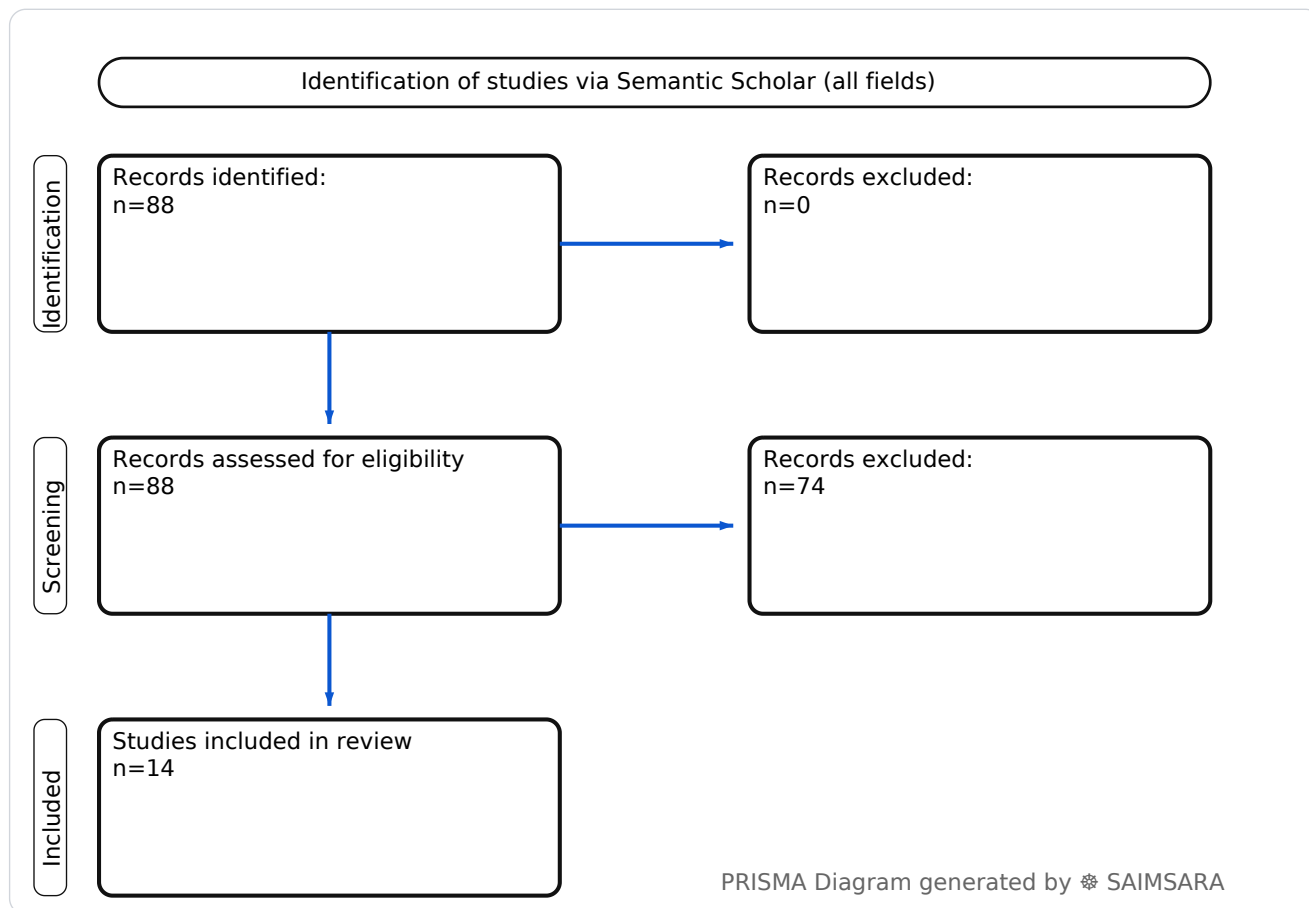 Identification of studies via Semantic Scholar (all fields)
Identification
Records identified:
n=88
Records excluded:
n=0
Screening
Records assessed for eligibility
n=88
Records excluded:
n=74
Included
Studies included in review
n=14
PRISMA Diagram generated by ☸ SAIMSARA